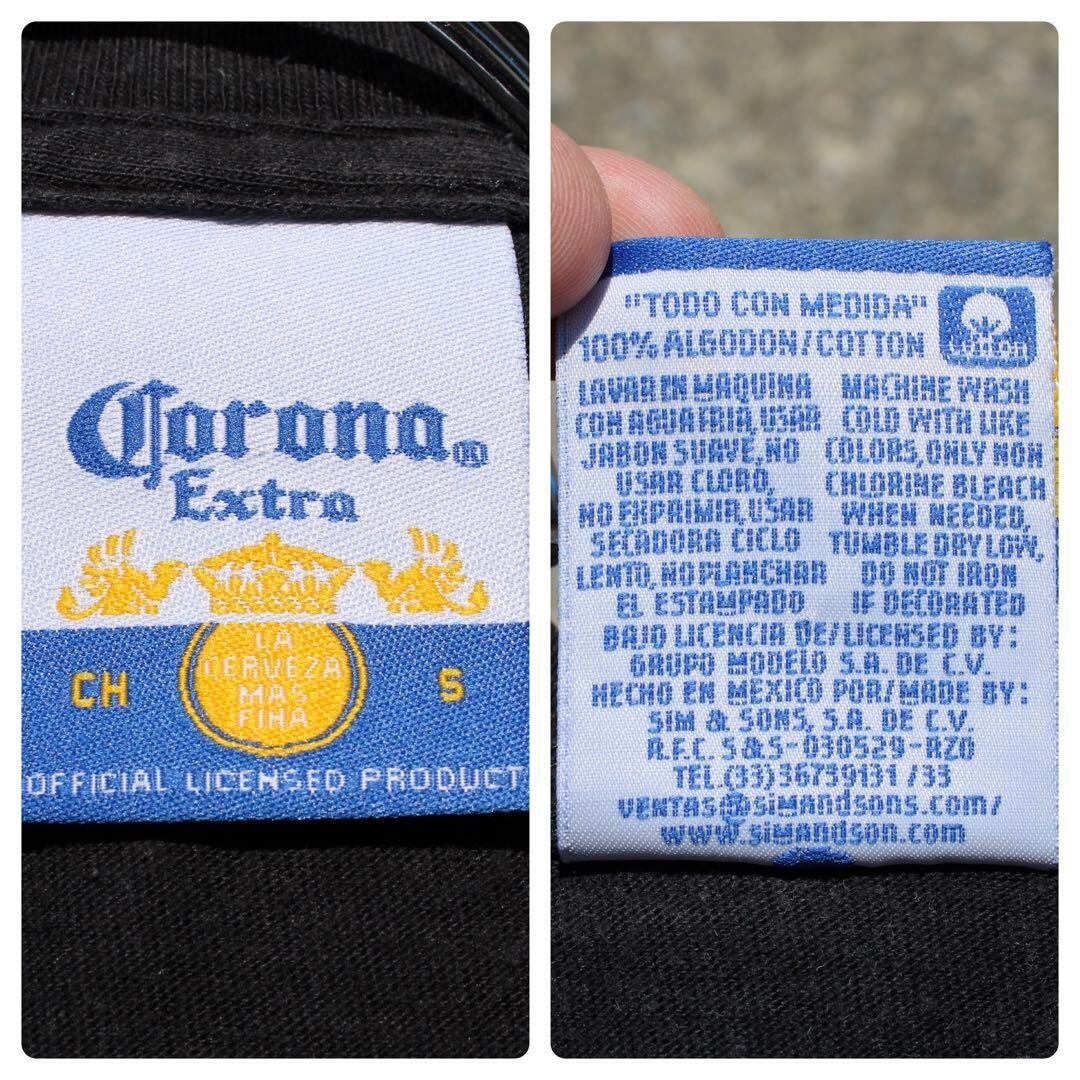 Corona®
Extra
LA
CERVEZA
MAS
FINA
CH
S
OFFICIAL LICENSED PRODUCT
"TODO CON MEDIDA"
100% ALGODON/COTTON
LAVAR EN MAQUINA
CON AGUA FRIA, USAR
JABON SUAVE, NO
USAR CLORO,
NO EXPRIMIR, USAR
SECADORA CICLO
LENTO, NO PLANCHAR
EL ESTAMPADO
MACHINE WASH
COLD WITH LIKE
COLORS, ONLY NON
CHLORINE BLEACH
WHEN NEEDED,
TUMBLE DRY LOW,
DO NOT IRON
IF DECORATED
BAJO LICENCIA DE/LICENSED BY:
GRUPO MODELO S.A. DE C.V.
HECHO EN MEXICO POR/MADE BY:
SIM & SONS, S.A. DE C.V.
R.F.C. S&S-030529-RZ0
TEL.(33)36739131/33
VENTAS@SIMANDSONS.COM/
WWW.SIMANDSON.COM